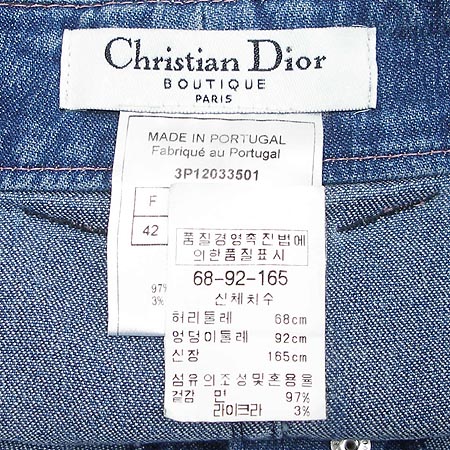 Christian Dior
BOUTIQUE
PARIS
MADE IN PORTUGAL
Fabriqué au Portugal
3P12033501
F
42
97%
3%
품질경영촉진법에
의한품질표시
68-92-165
신체치수
허리둘레 68cm
엉덩이둘레 92cm
신장 165cm
섬유의조성및혼용율
겉감 면 97%
라이크라 3%